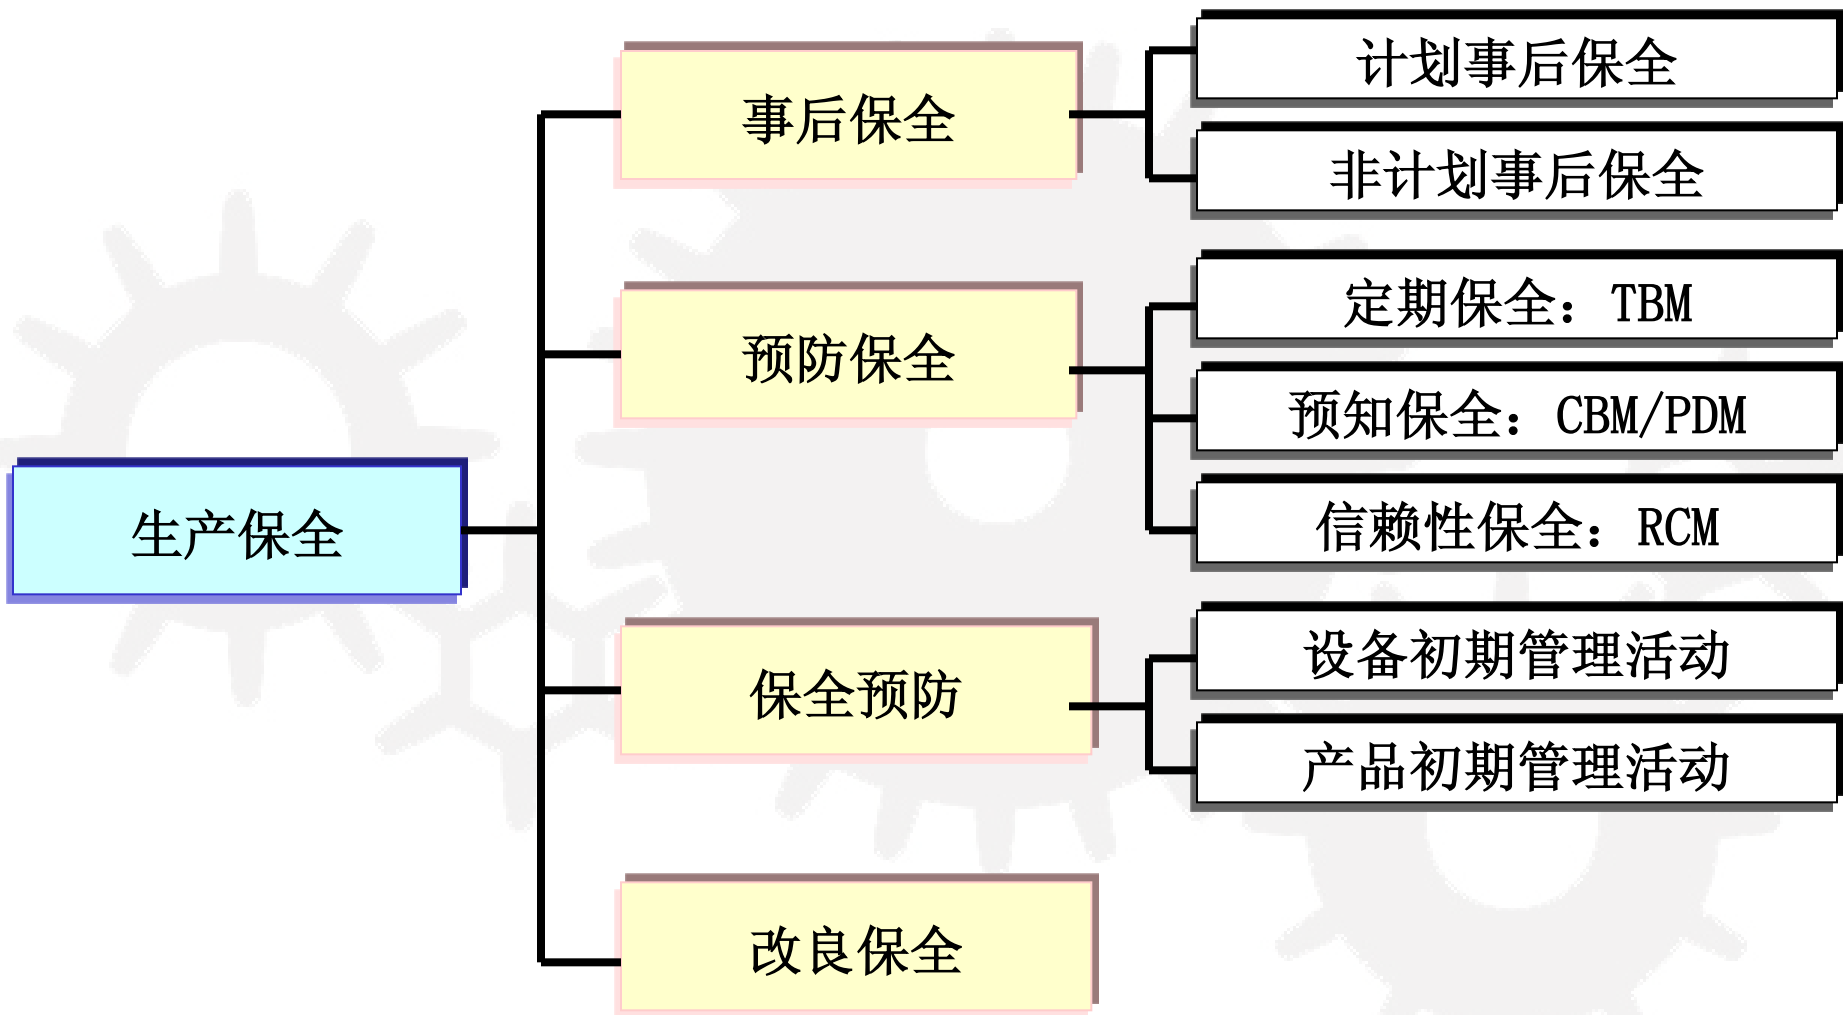 生产保全
事后保全
计划事后保全
非计划事后保全
预防保全
定期保全：TBM
预知保全：CBM/PDM
信赖性保全：RCM
保全预防
设备初期管理活动
产品初期管理活动
改良保全